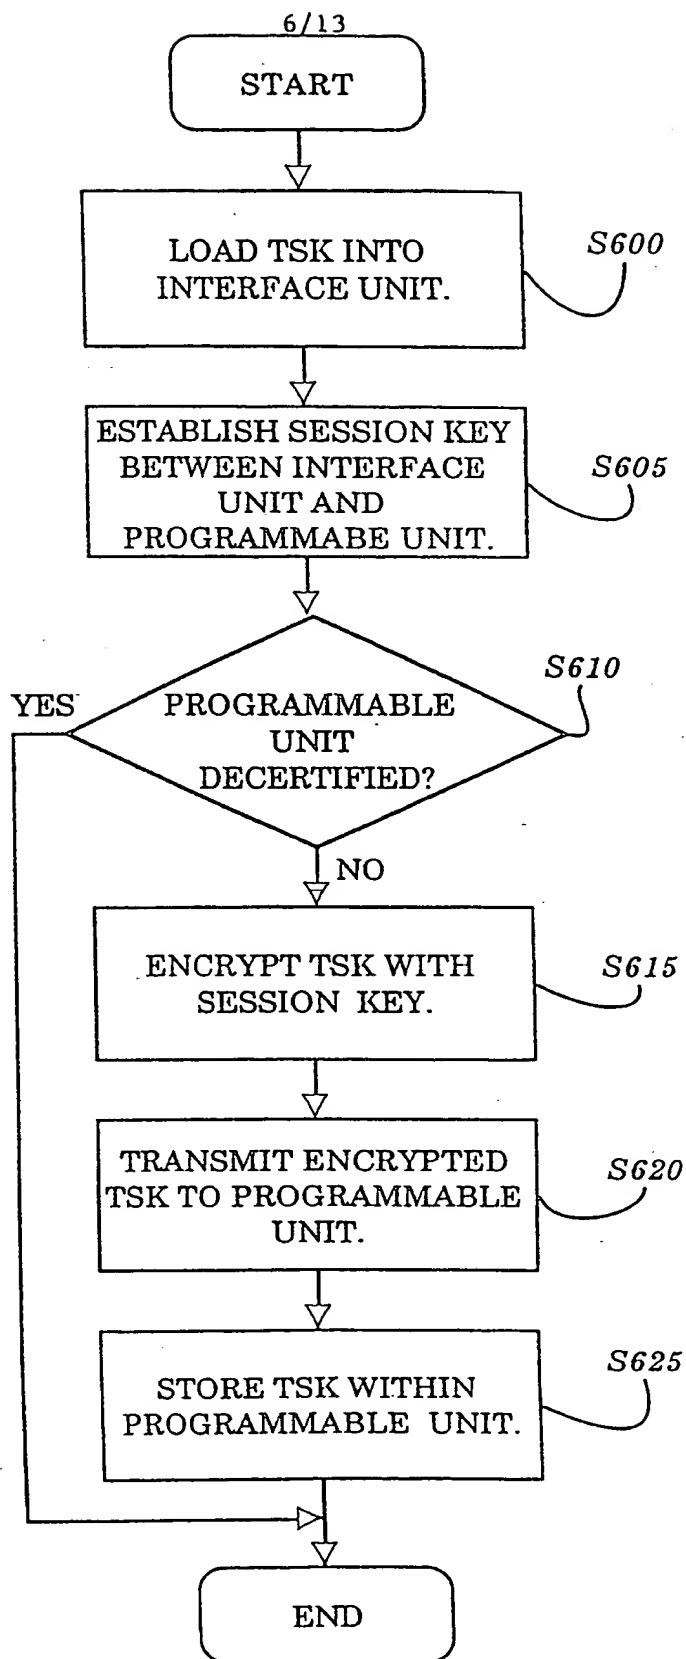 6/13
START
LOAD TSK INTO
INTERFACE UNIT.
S600
ESTABLISH SESSION KEY
BETWEEN INTERFACE
UNIT AND
PROGRAMMABE UNIT.
S605
PROGRAMMABLE
UNIT
DECERTIFIED?
S610
YES
NO
ENCRYPT TSK WITH
SESSION KEY.
S615
TRANSMIT ENCRYPTED
TSK TO PROGRAMMABLE
UNIT.
S620
STORE TSK WITHIN
PROGRAMMABLE UNIT.
S625
END